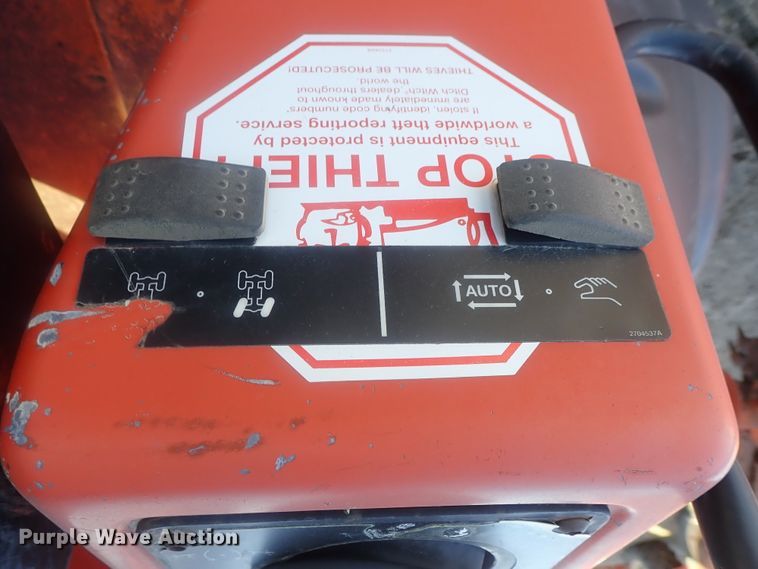 STOP THIEF
This equipment is protected by
a worldwide theft reporting service.
If stolen, identifying code numbers'
are immediately made known to
Ditch Witch® dealers throughout
the world.
THIEVES WILL BE PROSECUTED!
AUTO
2704537A
Purple Wave Auction